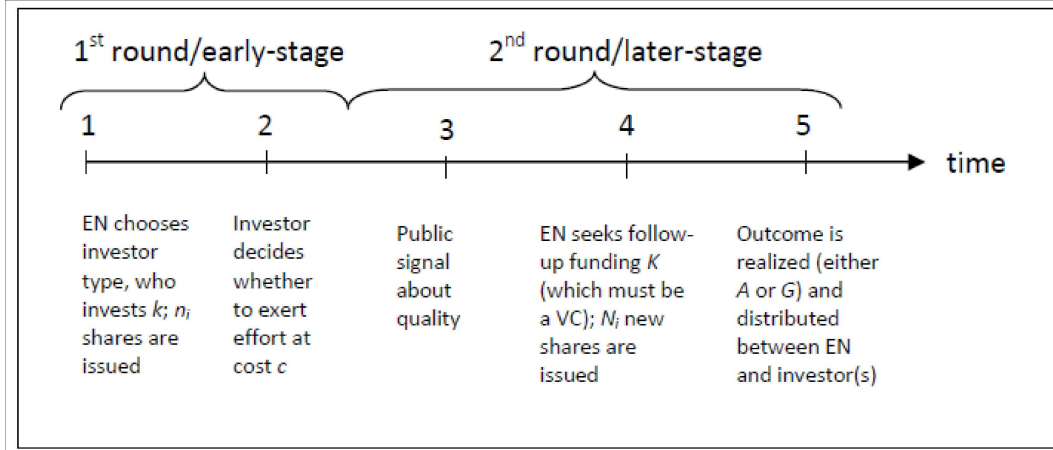 1st round/early-stage
2nd round/later-stage
1
2
3
4
5
time
EN chooses
investor
type, who
invests k; ni
shares are
issued
Investor
decides
whether
to exert
effort at
cost c
Public
signal
about
quality
EN seeks follow-
up funding K
(which must be
a VC); Ni new
shares are
issued
Outcome is
realized (either
A or G) and
distributed
between EN
and investor(s)